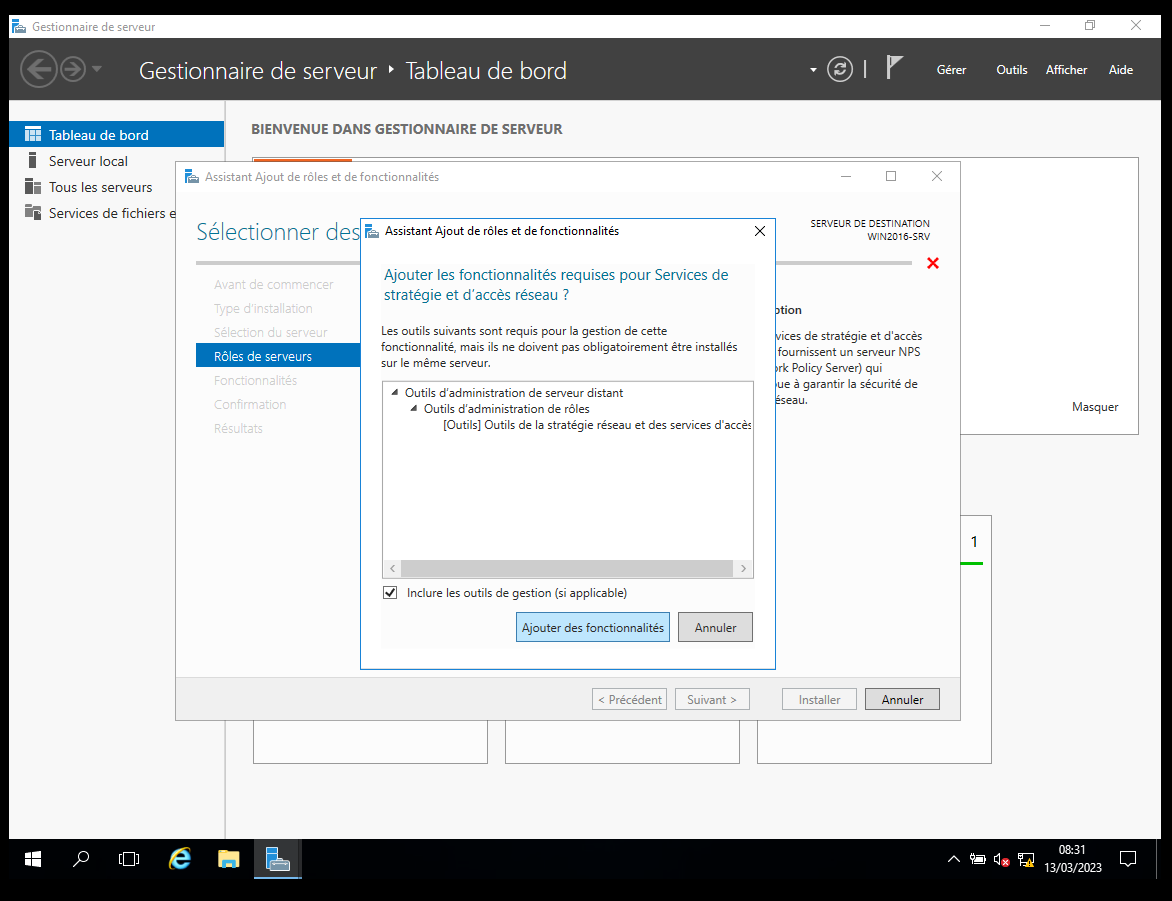 Gestionnaire de serveur
Gestionnaire de serveur ‣ Tableau de bord
Gérer
Outils
Afficher
Aide
Tableau de bord
Serveur local
Tous les serveurs
Services de fichiers e
BIENVENUE DANS GESTIONNAIRE DE SERVEUR
Masquer
1
Assistant Ajout de rôles et de fonctionnalités
Sélectionner des
SERVEUR DE DESTINATION
WIN2016-SRV
Avant de commencer
Type d'installation
Sélection du serveur
Rôles de serveurs
Fonctionnalités
Confirmation
Résultats
ption
vices de stratégie et d'accès
fournissent un serveur NPS
rk Policy Server) qui
ue à garantir la sécurité de
éseau.
Assistant Ajout de rôles et de fonctionnalités
Ajouter les fonctionnalités requises pour Services de
stratégie et d'accès réseau ?
Les outils suivants sont requis pour la gestion de cette
fonctionnalité, mais ils ne doivent pas obligatoirement être installés
sur le même serveur.
Outils d'administration de serveur distant
Outils d'administration de rôles
[Outils] Outils de la stratégie réseau et des services d'accès
Inclure les outils de gestion (si applicable)
Ajouter des fonctionnalités
Annuler
< Précédent
Suivant >
Installer
Annuler
08:31
13/03/2023